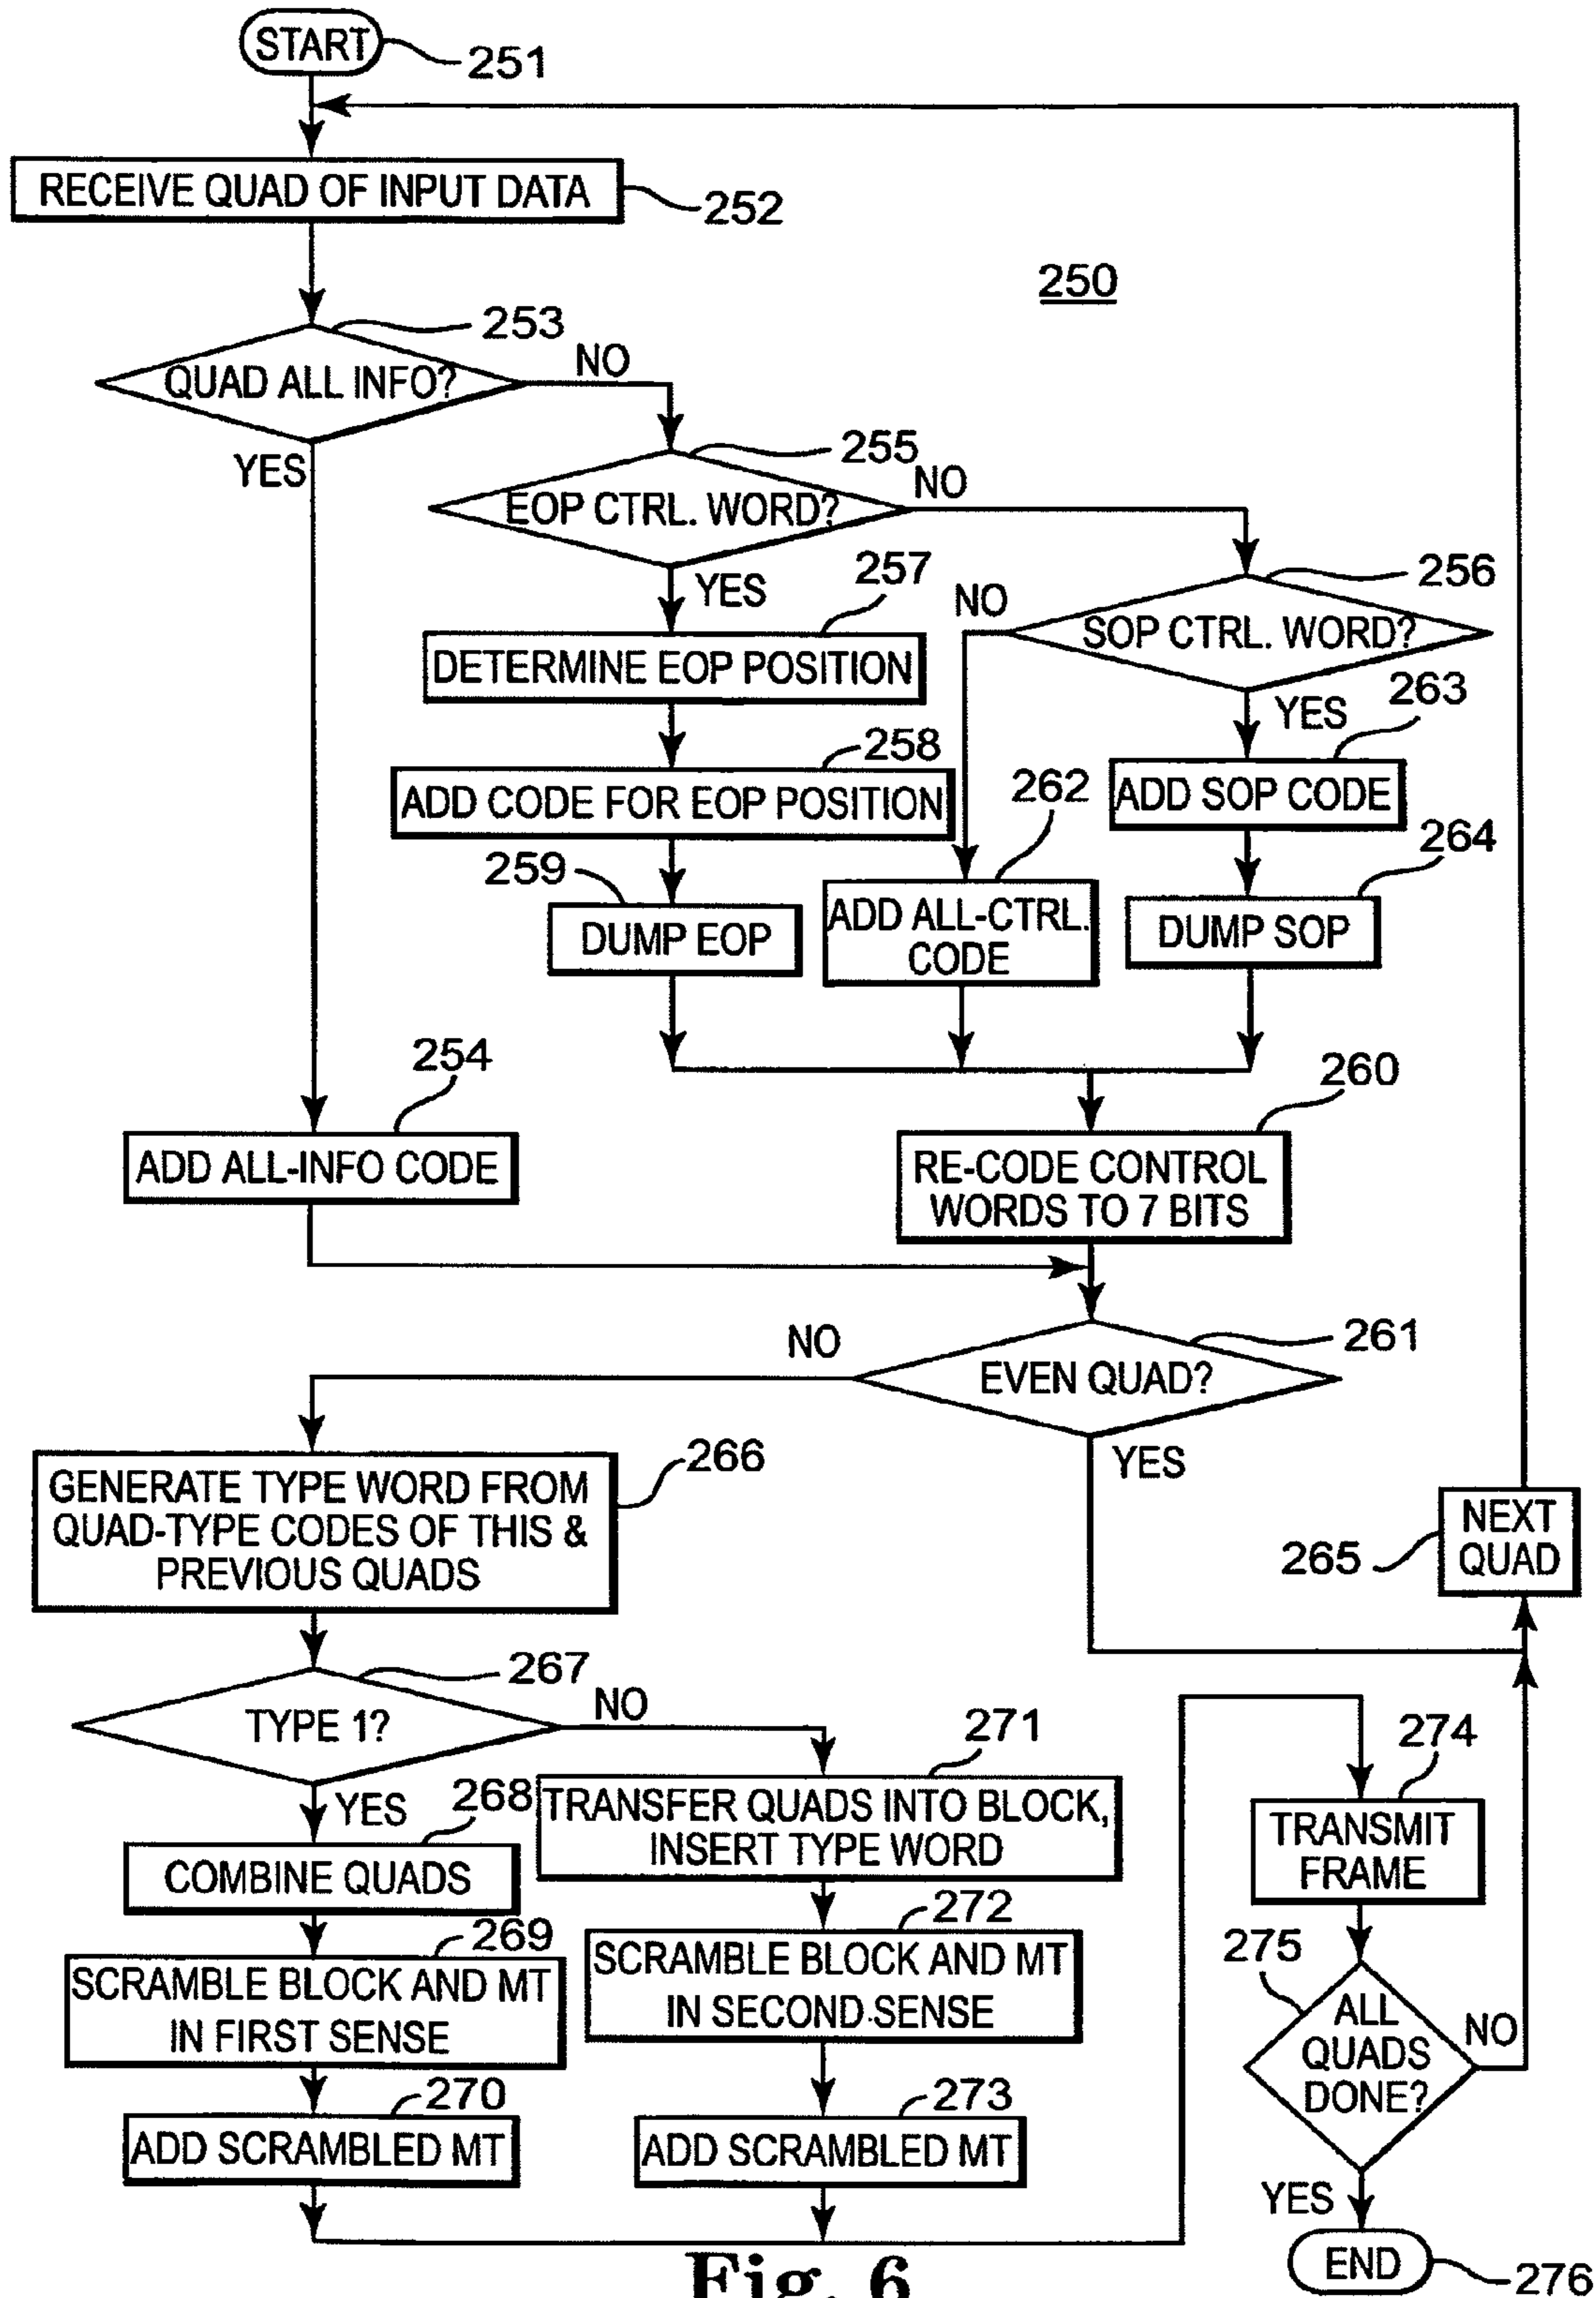 START
251
RECEIVE QUAD OF INPUT DATA
252
250
253
QUAD ALL INFO?
NO
YES
255
EOP CTRL. WORD?
NO
YES
256
SOP CTRL. WORD?
NO
YES
257
DETERMINE EOP POSITION
258
ADD CODE FOR EOP POSITION
259
DUMP EOP
262
ADD ALL-CTRL.
CODE
263
ADD SOP CODE
264
DUMP SOP
254
ADD ALL-INFO CODE
260
RE-CODE CONTROL
WORDS TO 7 BITS
261
EVEN QUAD?
NO
YES
266
GENERATE TYPE WORD FROM
QUAD-TYPE CODES OF THIS &
PREVIOUS QUADS
265
NEXT
QUAD
267
TYPE 1?
NO
YES
268
COMBINE QUADS
269
SCRAMBLE BLOCK AND MT
IN FIRST SENSE
270
ADD SCRAMBLED MT
271
TRANSFER QUADS INTO BLOCK,
INSERT TYPE WORD
272
SCRAMBLE BLOCK AND MT
IN SECOND SENSE
273
ADD SCRAMBLED MT
274
TRANSMIT
FRAME
275
ALL
QUADS
DONE?
NO
YES
END
276
Fig. 6